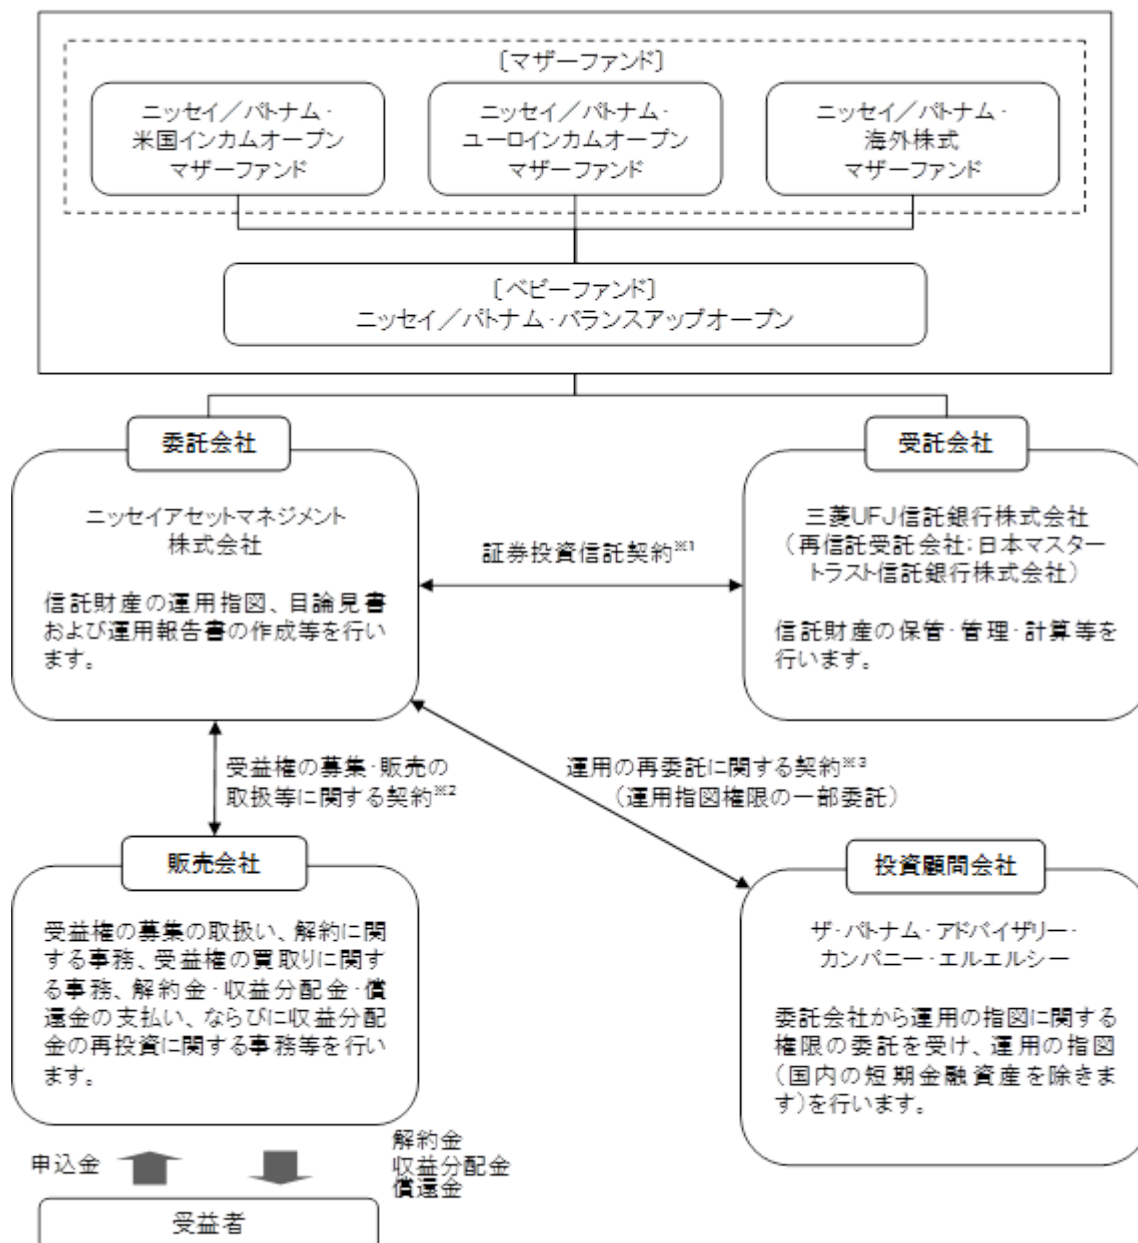 ［マザーファンド］
ニッセイ／パトナム・
米国インカムオープン
マザーファンド
ニッセイ／パトナム・
ユーロインカムオープン
マザーファンド
ニッセイ／パトナム・
海外株式
マザーファンド
［ベビーファンド］
ニッセイ／パトナム・バランスアップオープン
委託会社
ニッセイアセットマネジメント
株式会社
信託財産の運用指図、目論見書
および運用報告書の作成等を行い
ます。
証券投資信託契約※1
受託会社
三菱UFJ信託銀行株式会社
（再信託受託会社：日本マスター
トラスト信託銀行株式会社）
信託財産の保管・管理・計算等を
行います。
受益権の募集・販売の
取扱等に関する契約※2
運用の再委託に関する契約※3
（運用指図権限の一部委託）
販売会社
受益権の募集の取扱い、解約に関
する事務、受益権の買取りに関す
る事務、解約金・収益分配金・償
還金の支払い、ならびに収益分配
金の再投資に関する事務等を行い
ます。
投資顧問会社
ザ・パトナム・アドバイザリー・
カンパニー・エルエルシー
委託会社から運用の指図に関する
権限の委託を受け、運用の指図
（国内の短期金融資産を除きま
す）を行います。
申込金
解約金
収益分配金
償還金
受益者